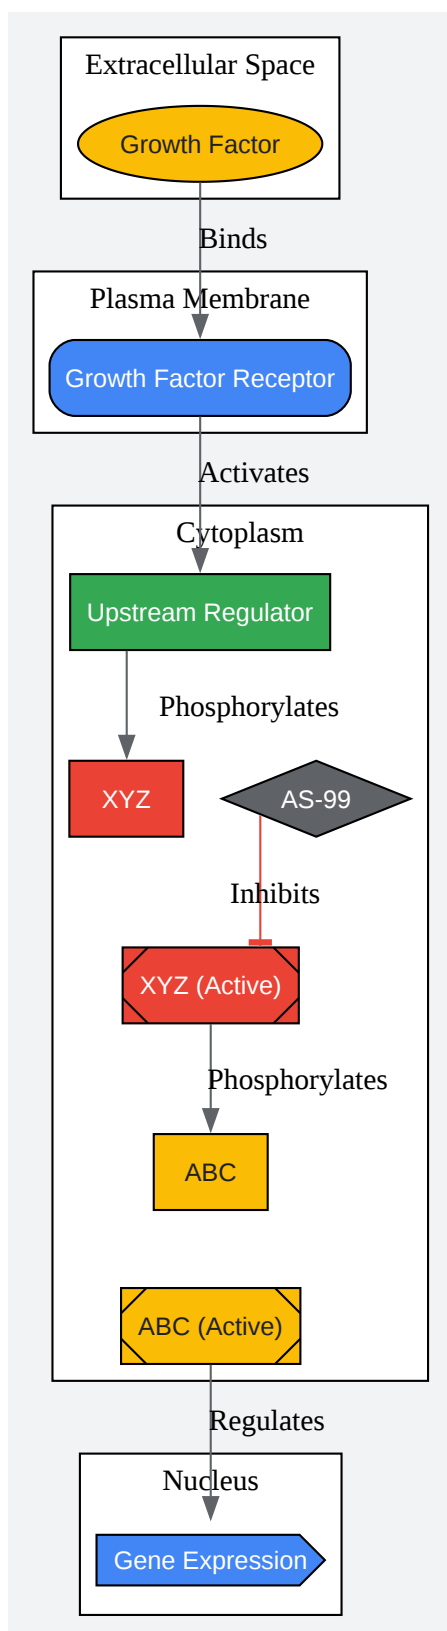 Extracellular Space
Growth Factor
Binds
Plasma Membrane
Growth Factor Receptor
Activates
Cytoplasm
Upstream Regulator
Phosphorylates
XYZ
AS-99
Inhibits
XYZ (Active)
Phosphorylates
ABC
ABC (Active)
Regulates
Nucleus
Gene Expression